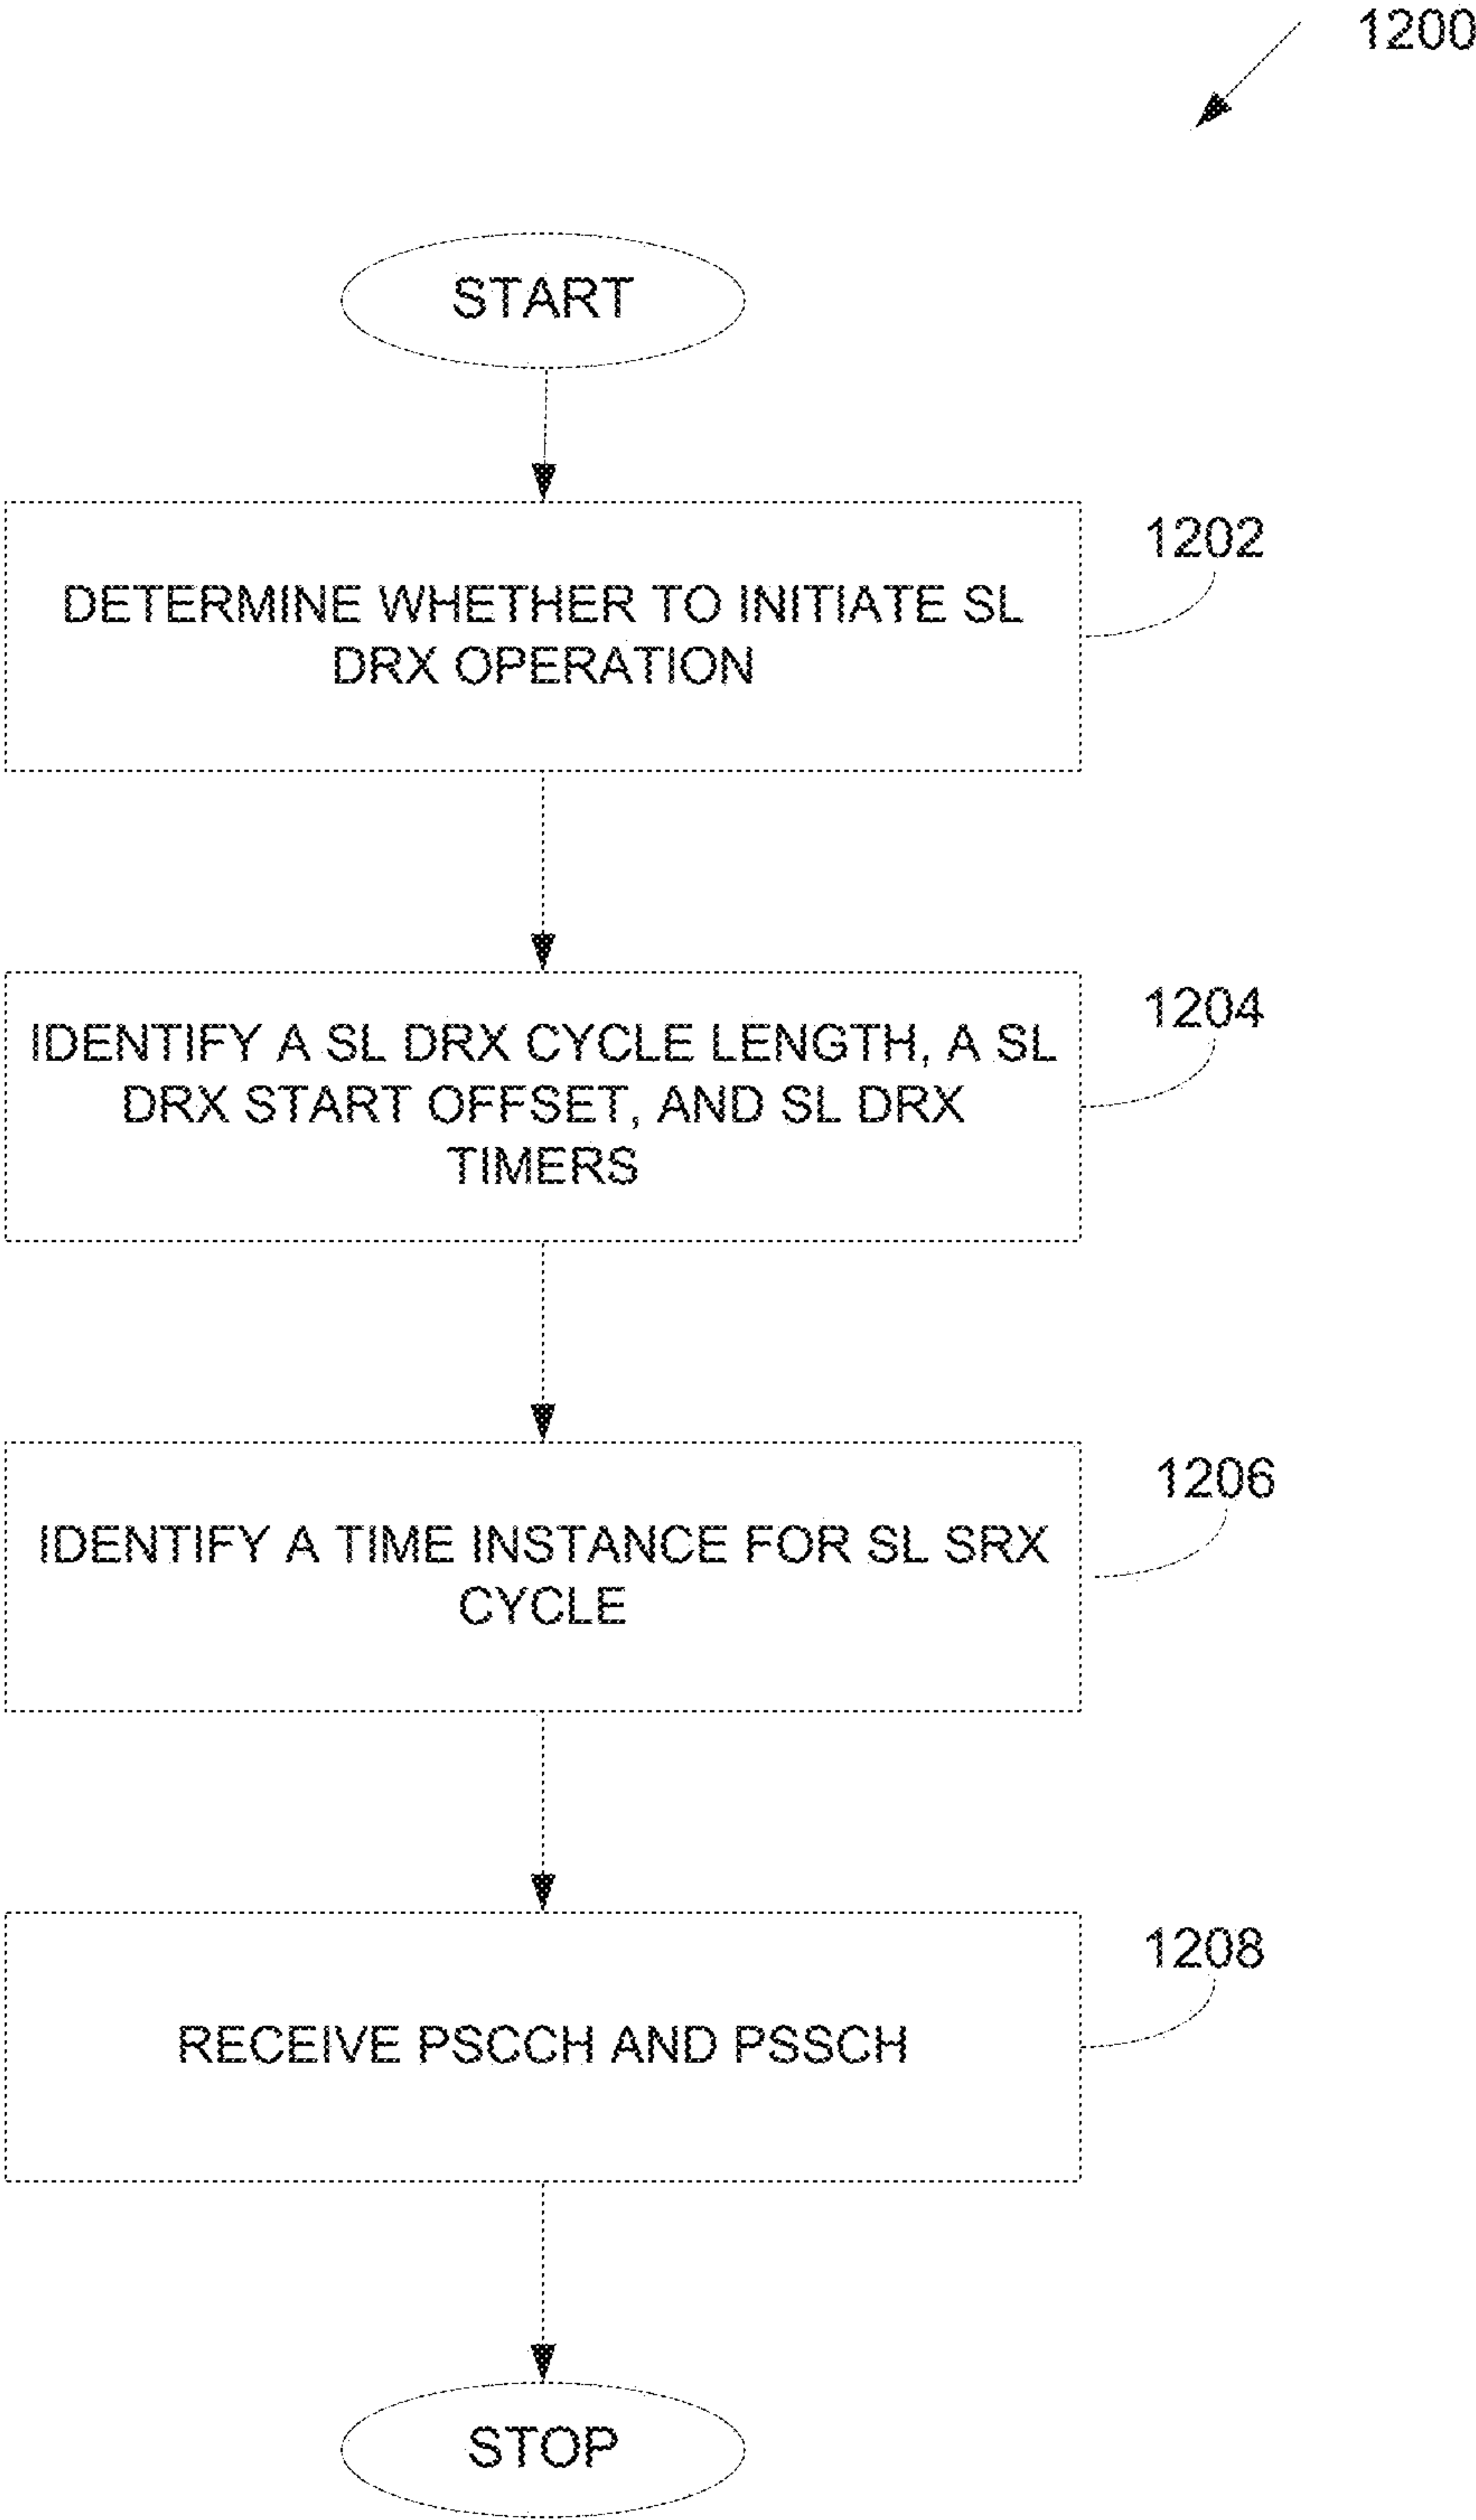 1200
START
1202
DETERMINE WHETHER TO INITIATE SL
DRX OPERATION
1204
IDENTIFY A SL DRX CYCLE LENGTH, A SL
DRX START OFFSET, AND SL DRX
TIMERS
1206
IDENTIFY A TIME INSTANCE FOR SL SRX
CYCLE
1208
RECEIVE PSCCH AND PSSCH
STOP